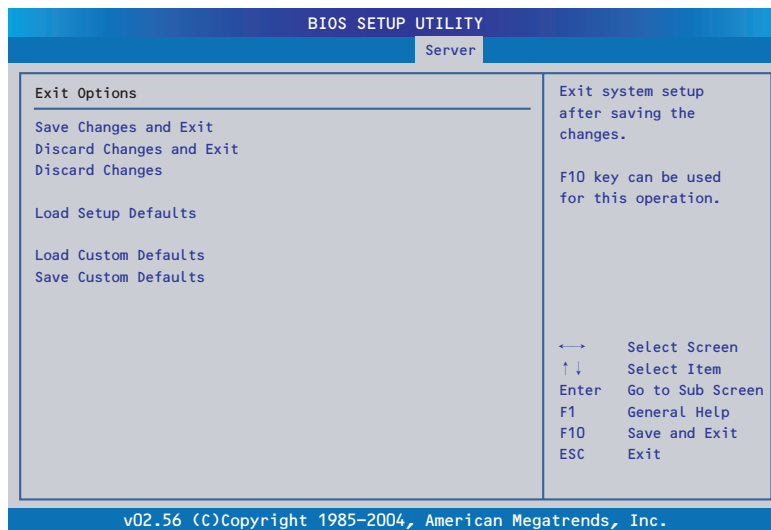 BIOS SETUP UTILITY
Server
Exit Options
Save Changes and Exit
Discard Changes and Exit
Discard Changes
Load Setup Defaults
Load Custom Defaults
Save Custom Defaults
Exit system setup
after saving the
changes.
F10 key can be used
for this operation.
←→ Select Screen
↑↓ Select Item
Enter Go to Sub Screen
F1 General Help
F10 Save and Exit
ESC Exit
v02.56 (C)Copyright 1985-2004, American Megatrends, Inc.